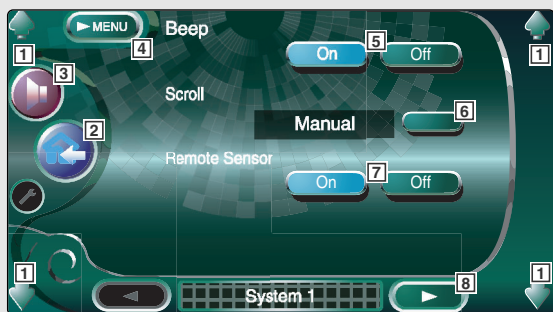 1
►MENU
4
Beep
1
3
On
5
Off
Scroll
2
Manual
6
Remote Sensor
On
7
Off
1
1
◄
System 1
►
8